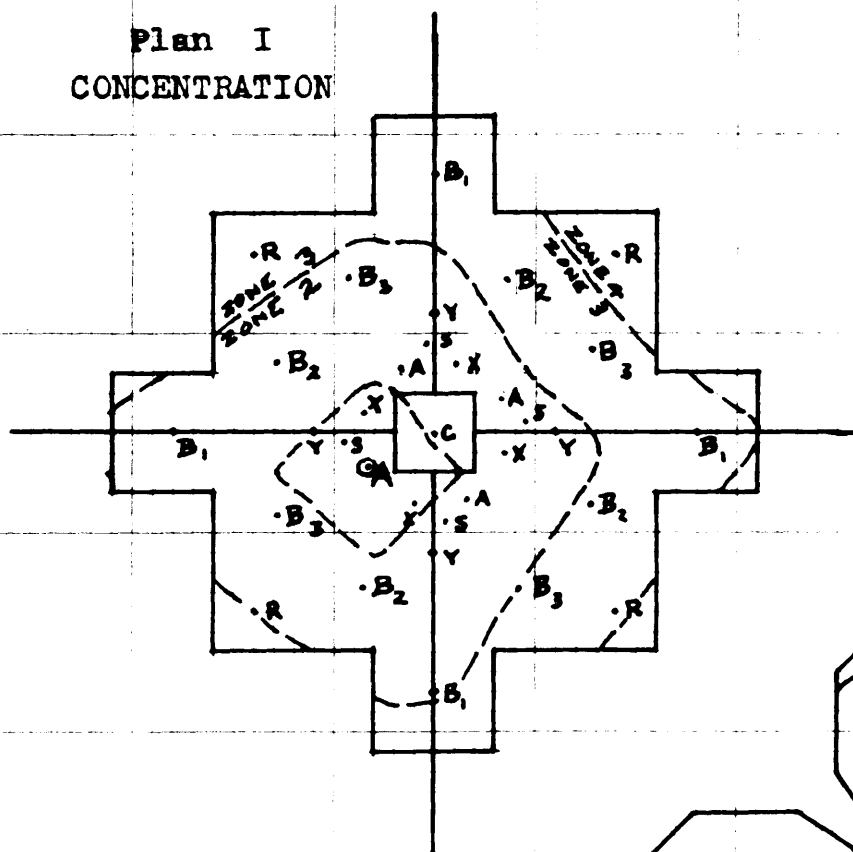 Plan I
CONCENTRATION
B₁
R
ZONE 3
ZONE 2
B₃
B₂
ZONE 4
ZONE 3
R
Y
S
B₂
A
X
B₃
X
A
S
C
B₁
Y
S
X
Y
B₁
A
B₃
X
A
S
B₂
Y
B₂
B₃
R
R
B₁